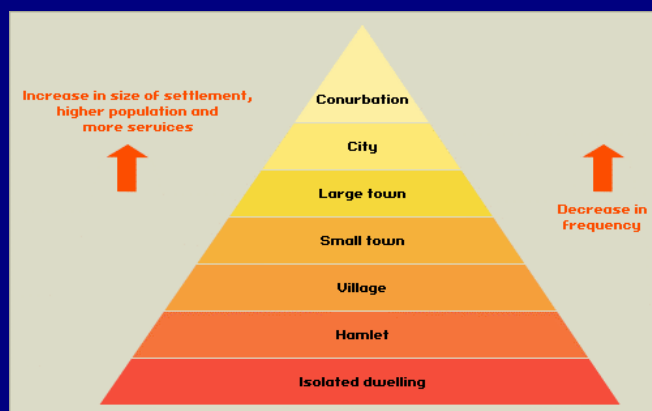 Increase in size of settlement,
higher population and
more services
Conurbation
City
Large town
Decrease in
frequency
Small town
Village
Hamlet
Isolated dwelling